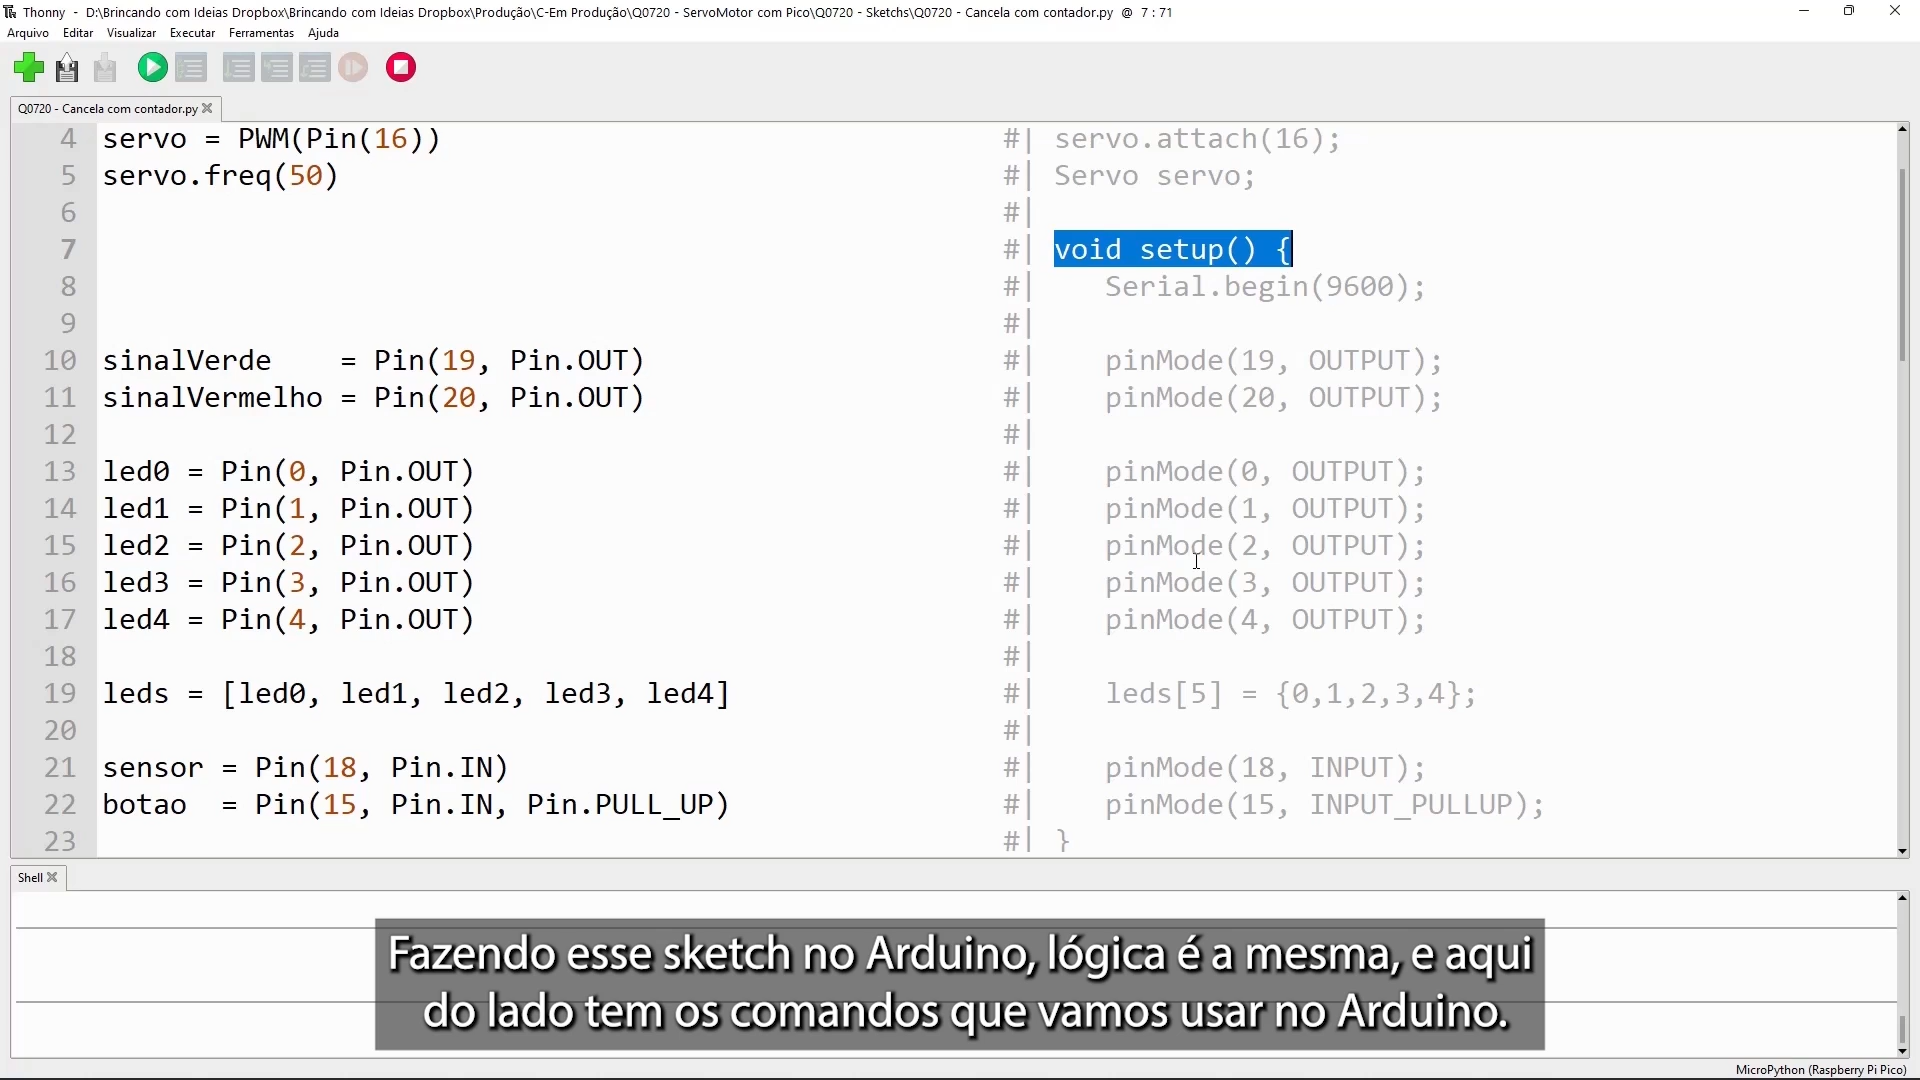 Thonny - D:\Brincando com Ideias Dropbox\Brincando com Ideias Dropbox\Produção\C-Em Produção\Q0720 - ServoMotor com Pico\Q0720 - Sketchs\Q0720 - Cancela com contador.py @ 7 : 71
Arquivo Editar Visualizar Executar Ferramentas Ajuda
Q0720 - Cancela com contador.py
4 servo = PWM(Pin(16)) #| servo.attach(16);
5 servo.freq(50) #| Servo servo;
6 #|
7 #| void setup() {
8 #| Serial.begin(9600);
9 #|
10 sinalVerde = Pin(19, Pin.OUT) #| pinMode(19, OUTPUT);
11 sinalVermelho = Pin(20, Pin.OUT) #| pinMode(20, OUTPUT);
12 #|
13 led0 = Pin(0, Pin.OUT) #| pinMode(0, OUTPUT);
14 led1 = Pin(1, Pin.OUT) #| pinMode(1, OUTPUT);
15 led2 = Pin(2, Pin.OUT) #| pinMode(2, OUTPUT);
16 led3 = Pin(3, Pin.OUT) #| pinMode(3, OUTPUT);
17 led4 = Pin(4, Pin.OUT) #| pinMode(4, OUTPUT);
18 #|
19 leds = [led0, led1, led2, led3, led4] #| leds[5] = {0,1,2,3,4};
20 #|
21 sensor = Pin(18, Pin.IN) #| pinMode(18, INPUT);
22 botao = Pin(15, Pin.IN, Pin.PULL_UP) #| pinMode(15, INPUT_PULLUP);
23 #| }
Shell
Fazendo esse sketch no Arduino, lógica é a mesma, e aqui
do lado tem os comandos que vamos usar no Arduino.
MicroPython (Raspberry Pi Pico)